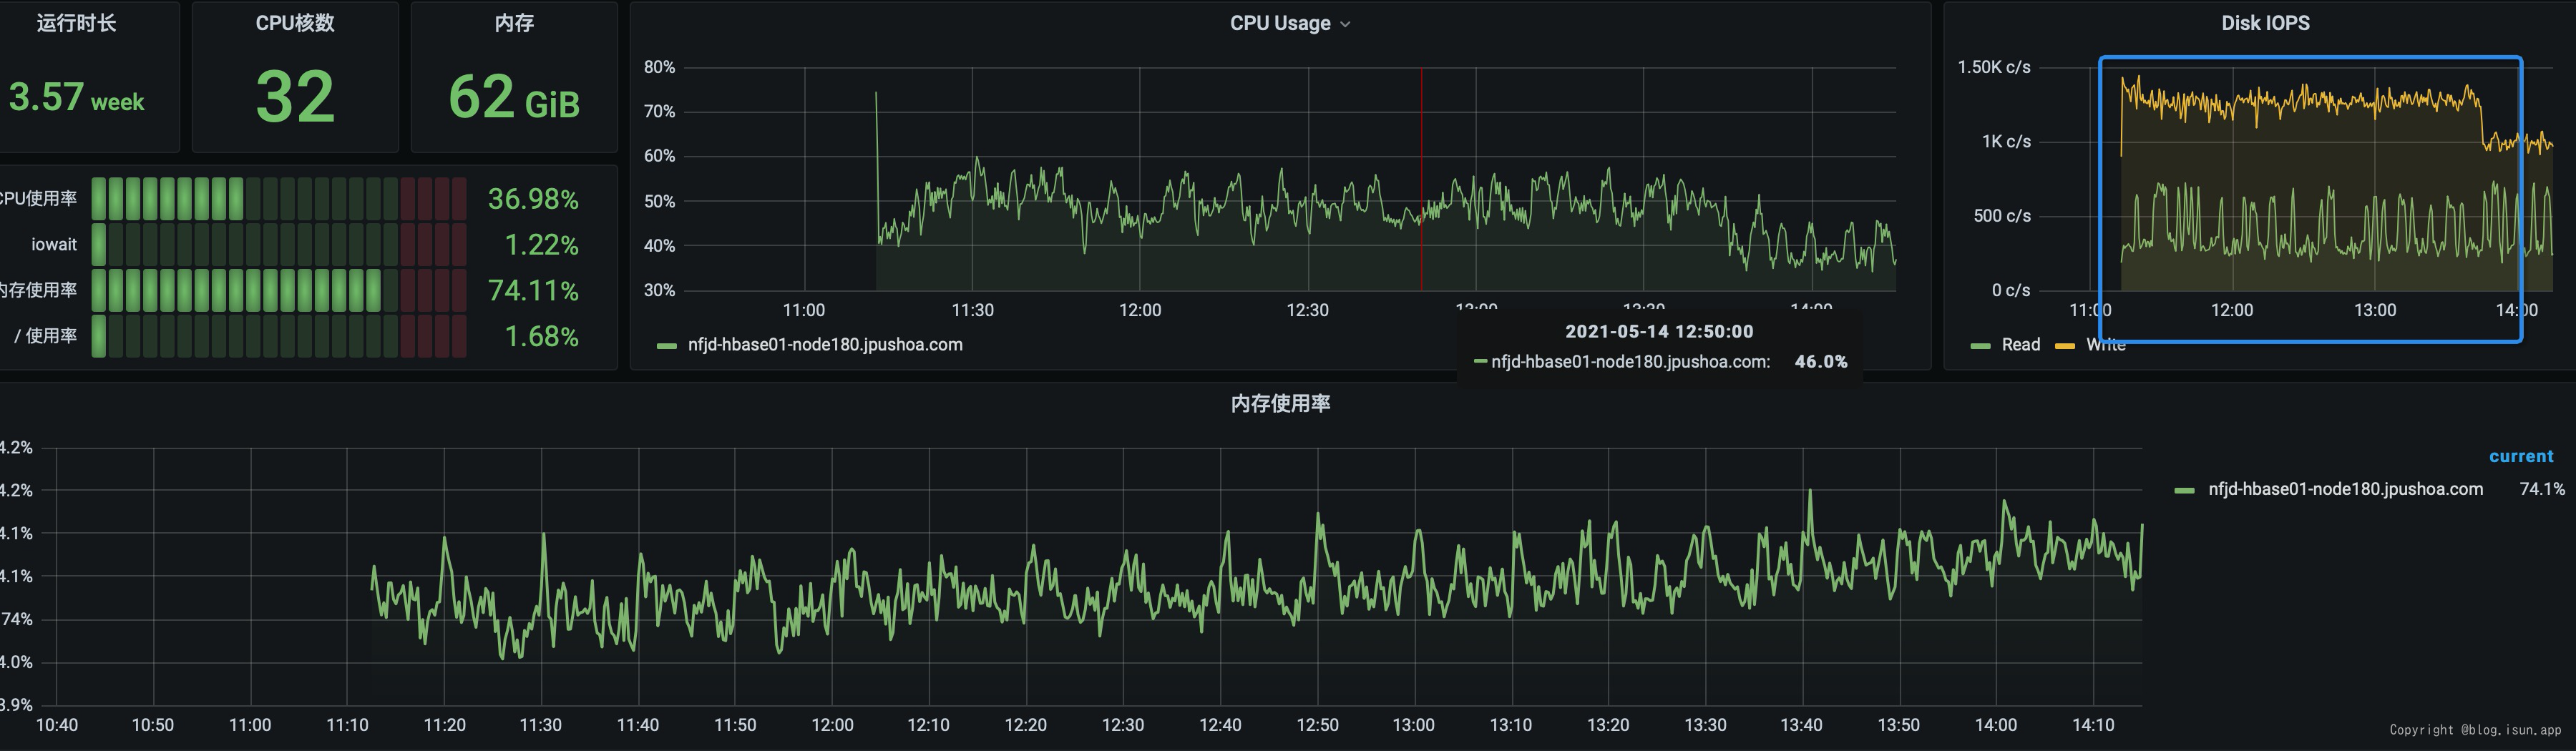 运行时长
3.57 week
CPU核数
32
内存
62 GiB
CPU使用率 36.98%
iowait 1.22%
内存使用率 74.11%
/ 使用率 1.68%
CPU Usage
80%
70%
60%
50%
40%
30%
11:00 11:30 12:00 12:30 13:00 13:30 14:00
nfjd-hbase01-node180.jpushoa.com
2021-05-14 12:50:00
nfjd-hbase01-node180.jpushoa.com: 46.0%
Disk IOPS
1.50K c/s
1K c/s
500 c/s
0 c/s
11:00 12:00 13:00 14:00
Read Write
内存使用率
4.2%
4.2%
4.1%
4.1%
74%
4.0%
3.9%
10:40 10:50 11:00 11:10 11:20 11:30 11:40 11:50 12:00 12:10 12:20 12:30 12:40 12:50 13:00 13:10 13:20 13:30 13:40 13:50 14:00 14:10
current
nfjd-hbase01-node180.jpushoa.com 74.1%
Copyright @blog.isun.app